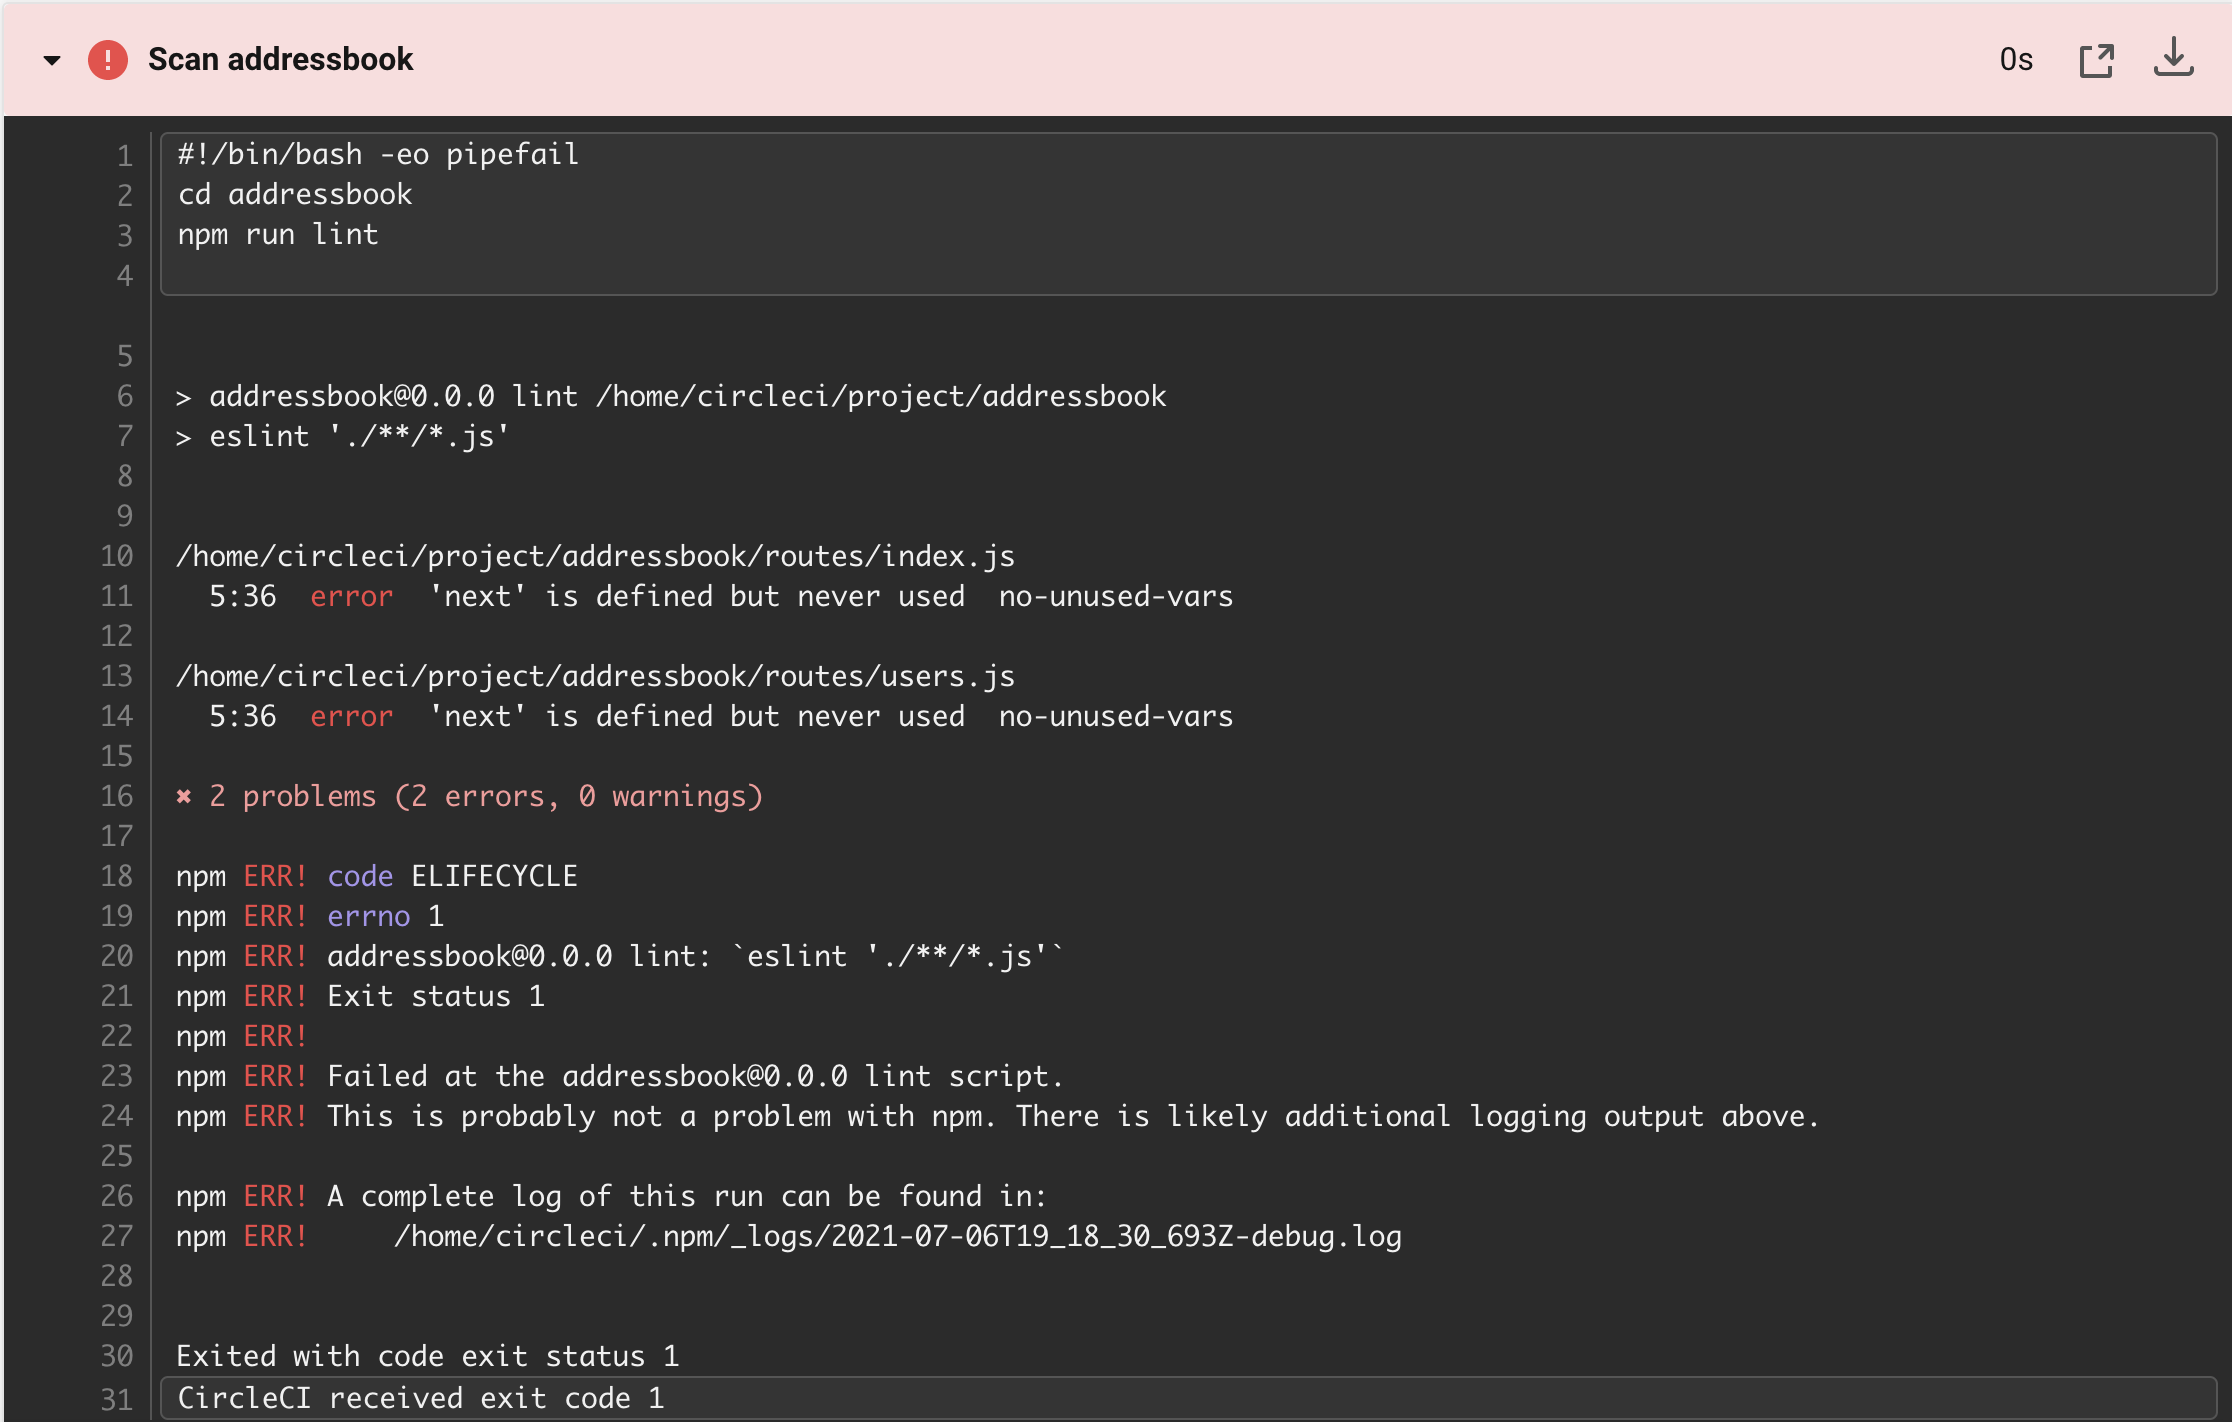 Scan addressbook
0s
1 #!/bin/bash -eo pipefail
2 cd addressbook
3 npm run lint
4
5
6 > addressbook@0.0.0 lint /home/circleci/project/addressbook
7 > eslint './**/*.js'
8
9
10 /home/circleci/project/addressbook/routes/index.js
11   5:36  error  'next' is defined but never used  no-unused-vars
12
13 /home/circleci/project/addressbook/routes/users.js
14   5:36  error  'next' is defined but never used  no-unused-vars
15
16 ✖ 2 problems (2 errors, 0 warnings)
17
18 npm ERR! code ELIFECYCLE
19 npm ERR! errno 1
20 npm ERR! addressbook@0.0.0 lint: `eslint './**/*.js'`
21 npm ERR! Exit status 1
22 npm ERR!
23 npm ERR! Failed at the addressbook@0.0.0 lint script.
24 npm ERR! This is probably not a problem with npm. There is likely additional logging output above.
25
26 npm ERR! A complete log of this run can be found in:
27 npm ERR!     /home/circleci/.npm/_logs/2021-07-06T19_18_30_693Z-debug.log
28
29
30 Exited with code exit status 1
31 CircleCI received exit code 1